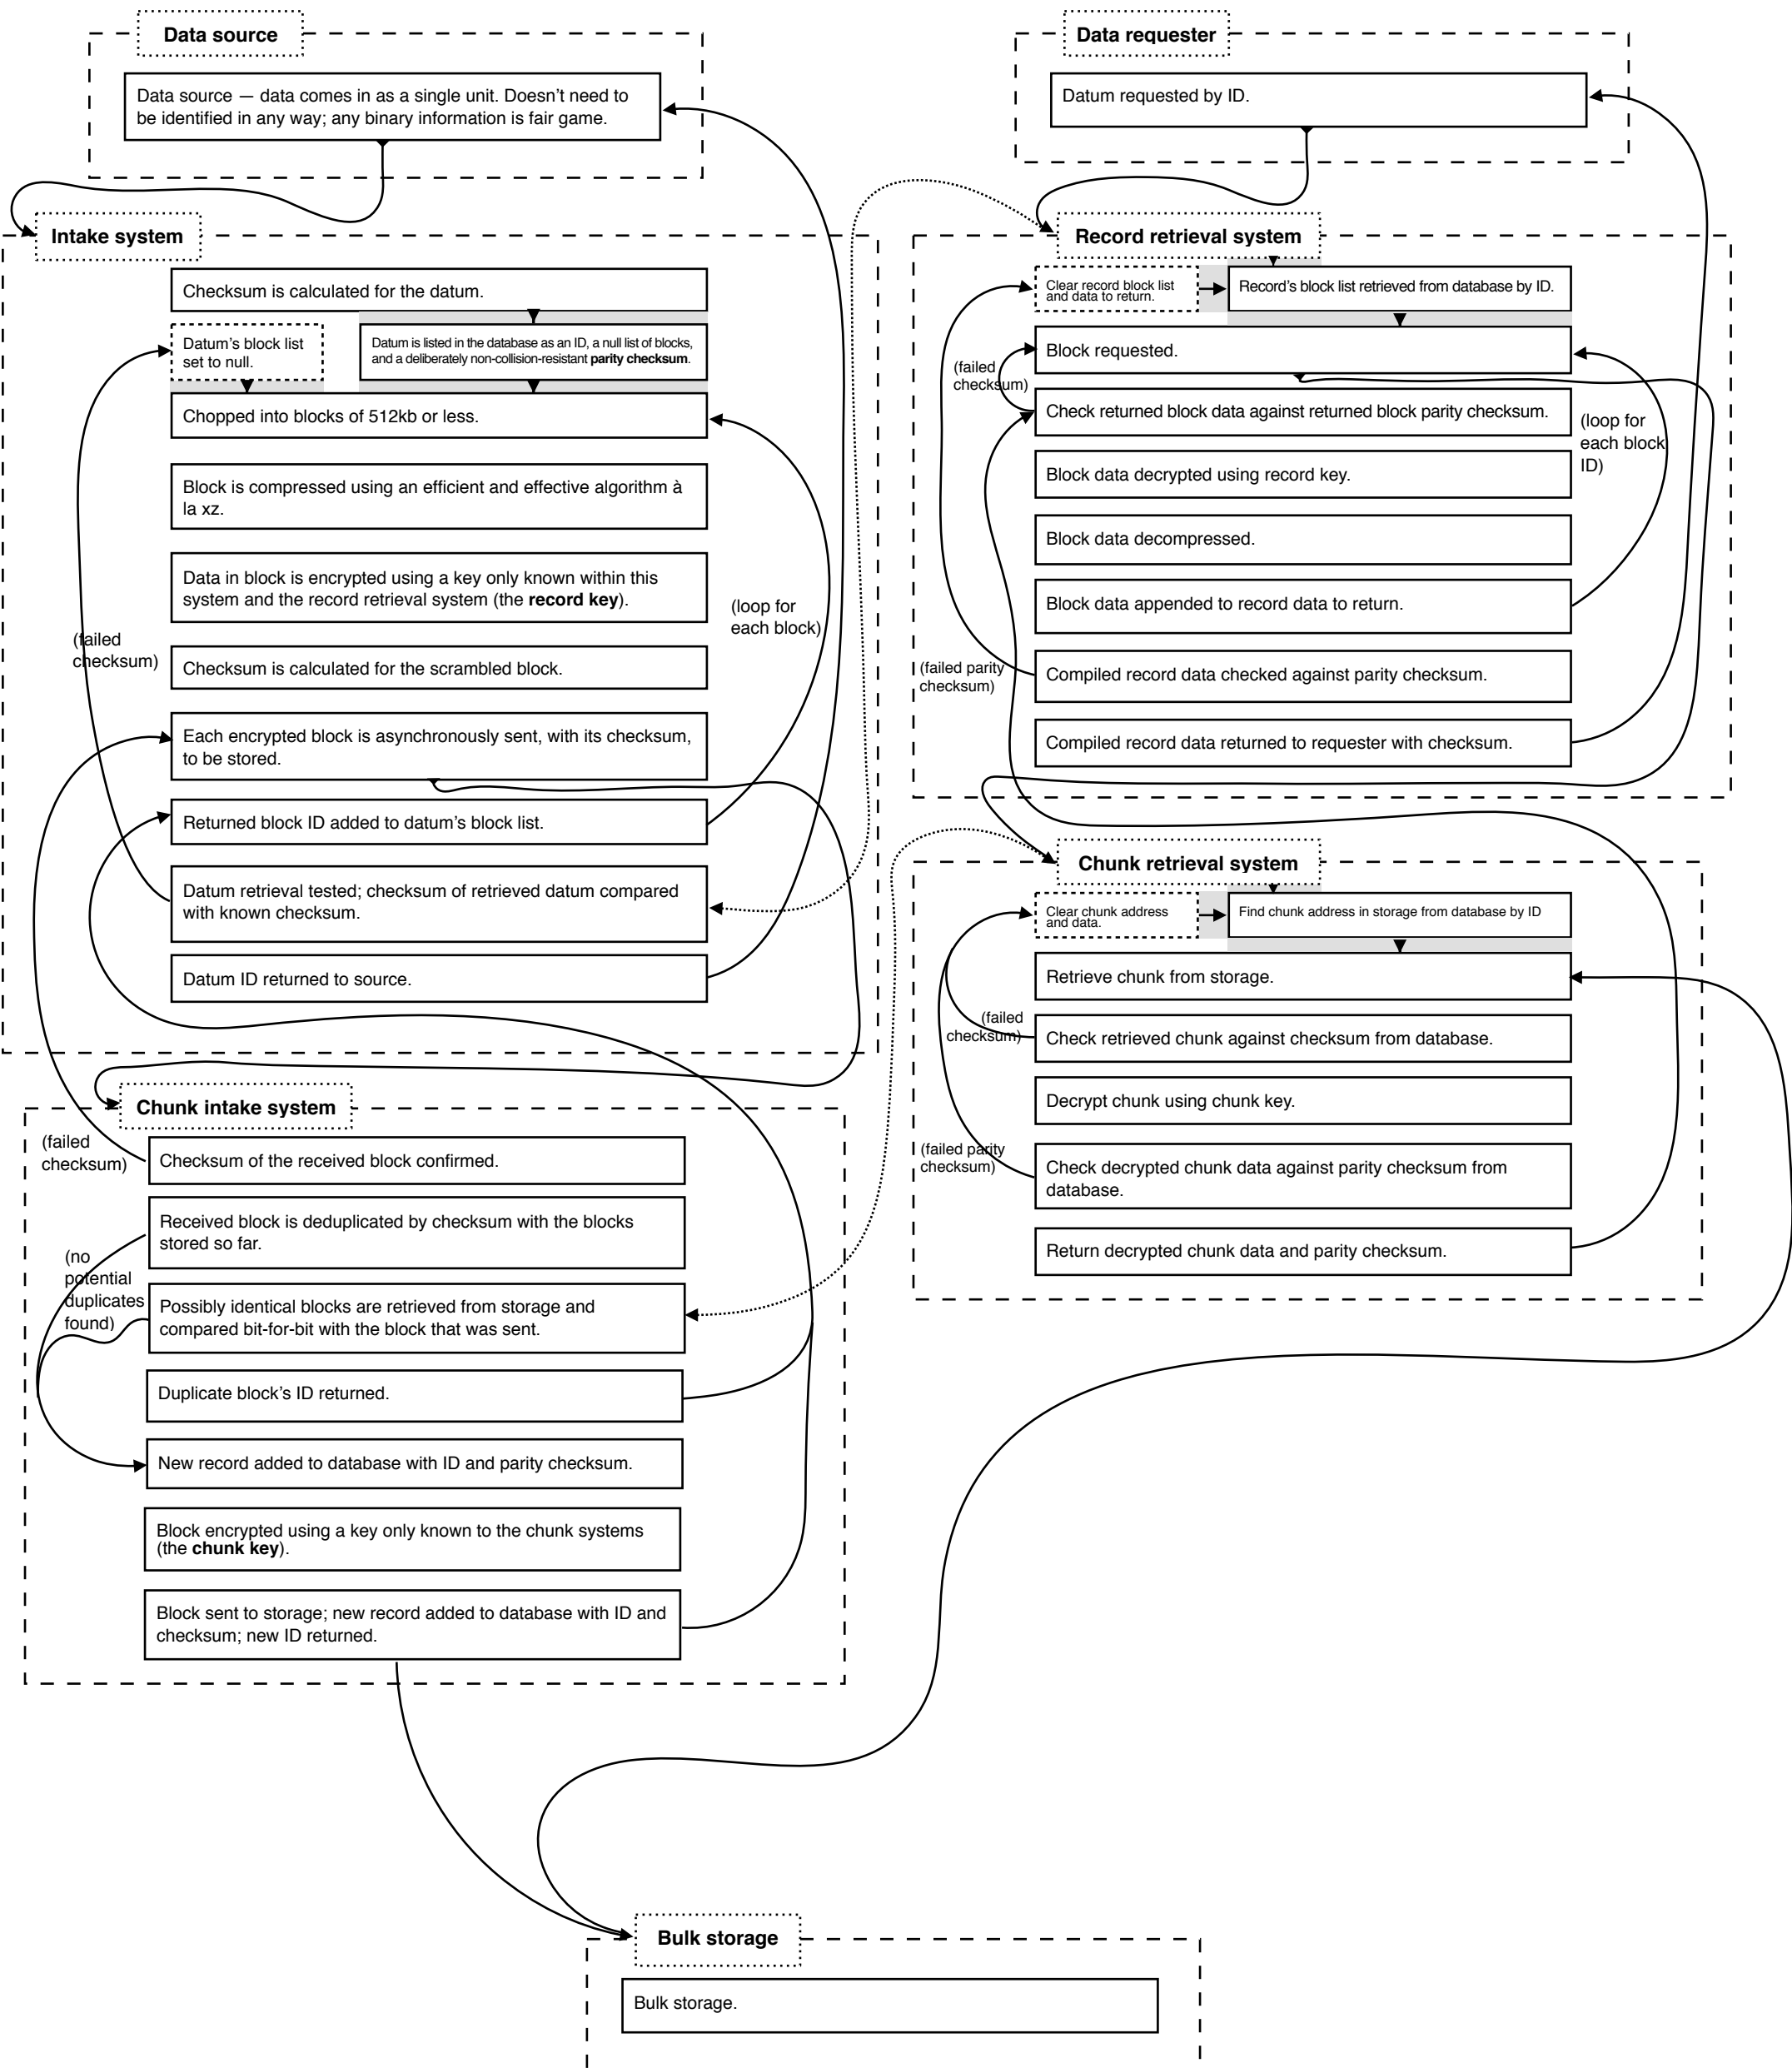 Data source
Data source — data comes in as a single unit. Doesn't need to
be identified in any way; any binary information is fair game.
Intake system
Checksum is calculated for the datum.
Datum's block list
set to null.
Datum is listed in the database as an ID, a null list of blocks,
and a deliberately non-collision-resistant parity checksum.
Chopped into blocks of 512kb or less.
Block is compressed using an efficient and effective algorithm à
la xz.
Data in block is encrypted using a key only known within this
system and the record retrieval system (the record key).
(loop for
each block)
(failed
checksum)
Checksum is calculated for the scrambled block.
Each encrypted block is asynchronously sent, with its checksum,
to be stored.
Returned block ID added to datum's block list.
Datum retrieval tested; checksum of retrieved datum compared
with known checksum.
Datum ID returned to source.
Chunk intake system
(failed
checksum)
Checksum of the received block confirmed.
Received block is deduplicated by checksum with the blocks
stored so far.
(no
potential
duplicates
found)
Possibly identical blocks are retrieved from storage and
compared bit-for-bit with the block that was sent.
Duplicate block's ID returned.
New record added to database with ID and parity checksum.
Block encrypted using a key only known to the chunk systems
(the chunk key).
Block sent to storage; new record added to database with ID and
checksum; new ID returned.
Data requester
Datum requested by ID.
Record retrieval system
Clear record block list
and data to return.
Record's block list retrieved from database by ID.
Block requested.
(failed
checksum)
Check returned block data against returned block parity checksum.
(loop for
each block
ID)
Block data decrypted using record key.
Block data decompressed.
Block data appended to record data to return.
(failed parity
checksum)
Compiled record data checked against parity checksum.
Compiled record data returned to requester with checksum.
Chunk retrieval system
Clear chunk address
and data.
Find chunk address in storage from database by ID
Retrieve chunk from storage.
(failed
checksum)
Check retrieved chunk against checksum from database.
Decrypt chunk using chunk key.
(failed parity
checksum)
Check decrypted chunk data against parity checksum from
database.
Return decrypted chunk data and parity checksum.
Bulk storage
Bulk storage.